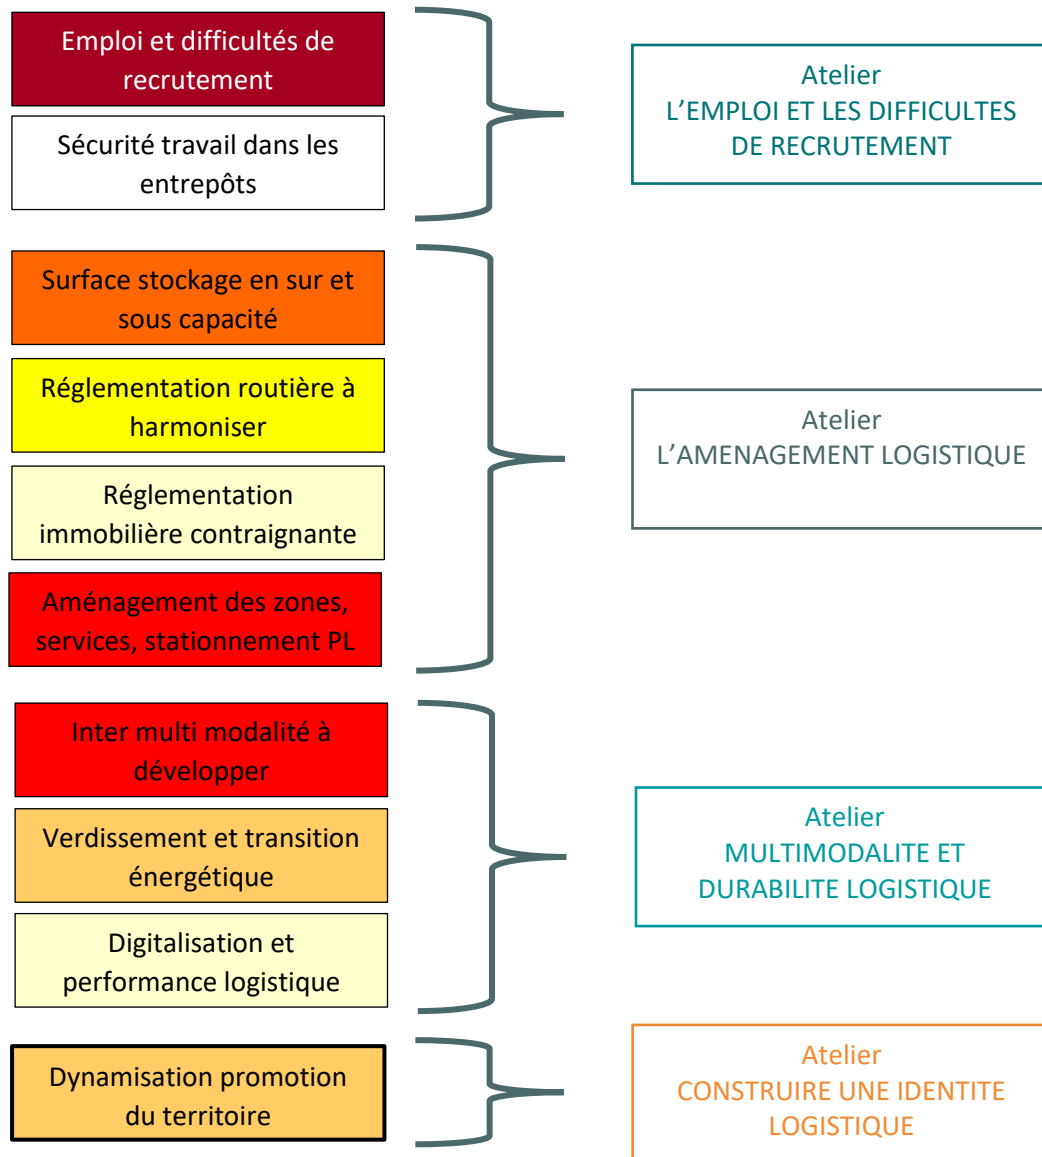 Emploi et difficultés de
recrutement
Sécurité travail dans les
entrepôts
Atelier
L’EMPLOI ET LES DIFFICULTES
DE RECRUTEMENT
Surface stockage en sur et
sous capacité
Réglementation routière à
harmoniser
Réglementation
immobilière contraignante
Aménagement des zones,
services, stationnement PL
Atelier
L’AMENAGEMENT LOGISTIQUE
Inter multi modalité à
développer
Verdissement et transition
énergétique
Digitalisation et
performance logistique
Atelier
MULTIMODALITE ET
DURABILITE LOGISTIQUE
Dynamisation promotion
du territoire
Atelier
CONSTRUIRE UNE IDENTITE
LOGISTIQUE